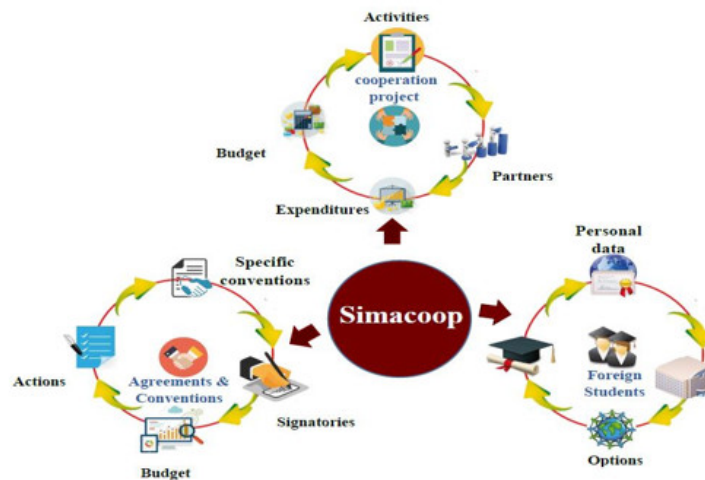 Activities
cooperation
project
Budget
Partners
Expenditures
Personal
data
Specific
conventions
Simacoop
Actions
Agreements &
Conventions
Foreign
Students
Signatories
Budget
Options